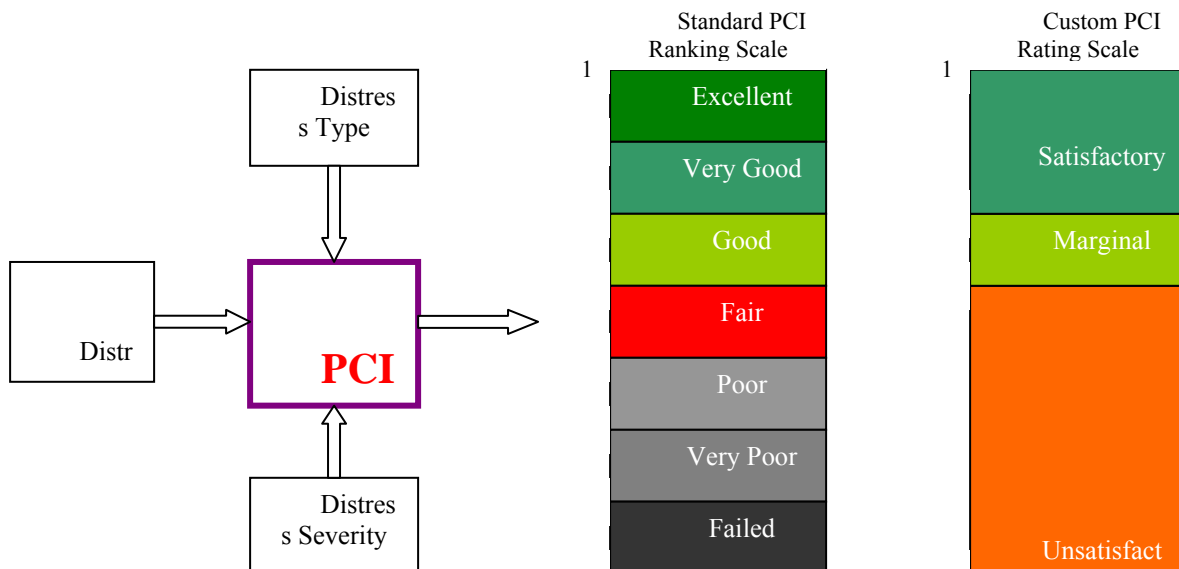 Standard PCI
Ranking Scale
Custom PCI
Rating Scale
1
1
Distres
s Type
Distr
PCI
Distres
s Severity
Excellent
Very Good
Good
Fair
Poor
Very Poor
Failed
Satisfactory
Marginal
Unsatisfact